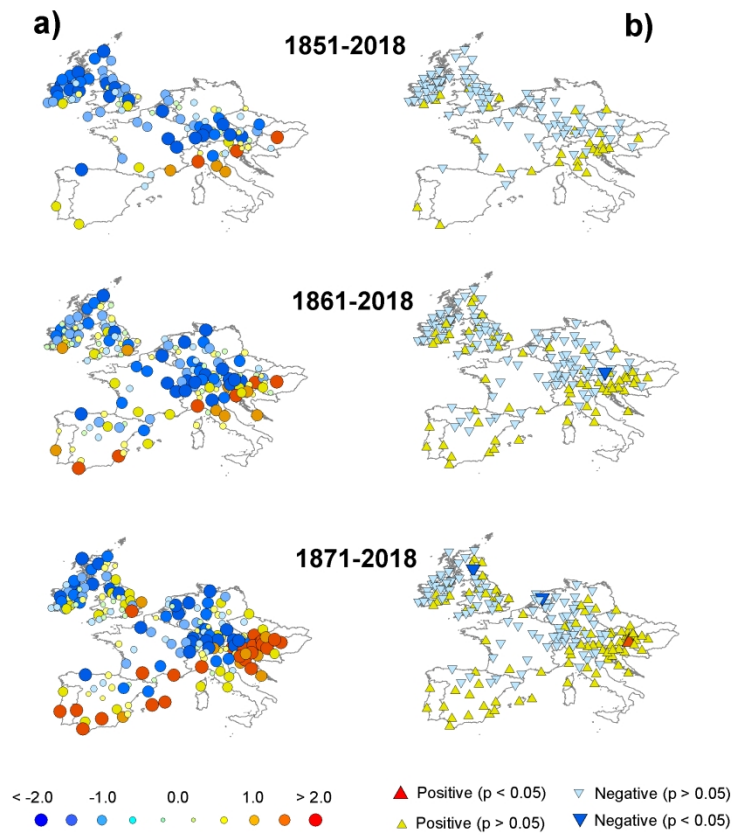 a) 1851-2018 b)
1861-2018
1871-2018
< -2.0 -1.0 0.0 1.0 > 2.0
Positive (p < 0.05) Negative (p > 0.05)
Positive (p > 0.05) Negative (p < 0.05)